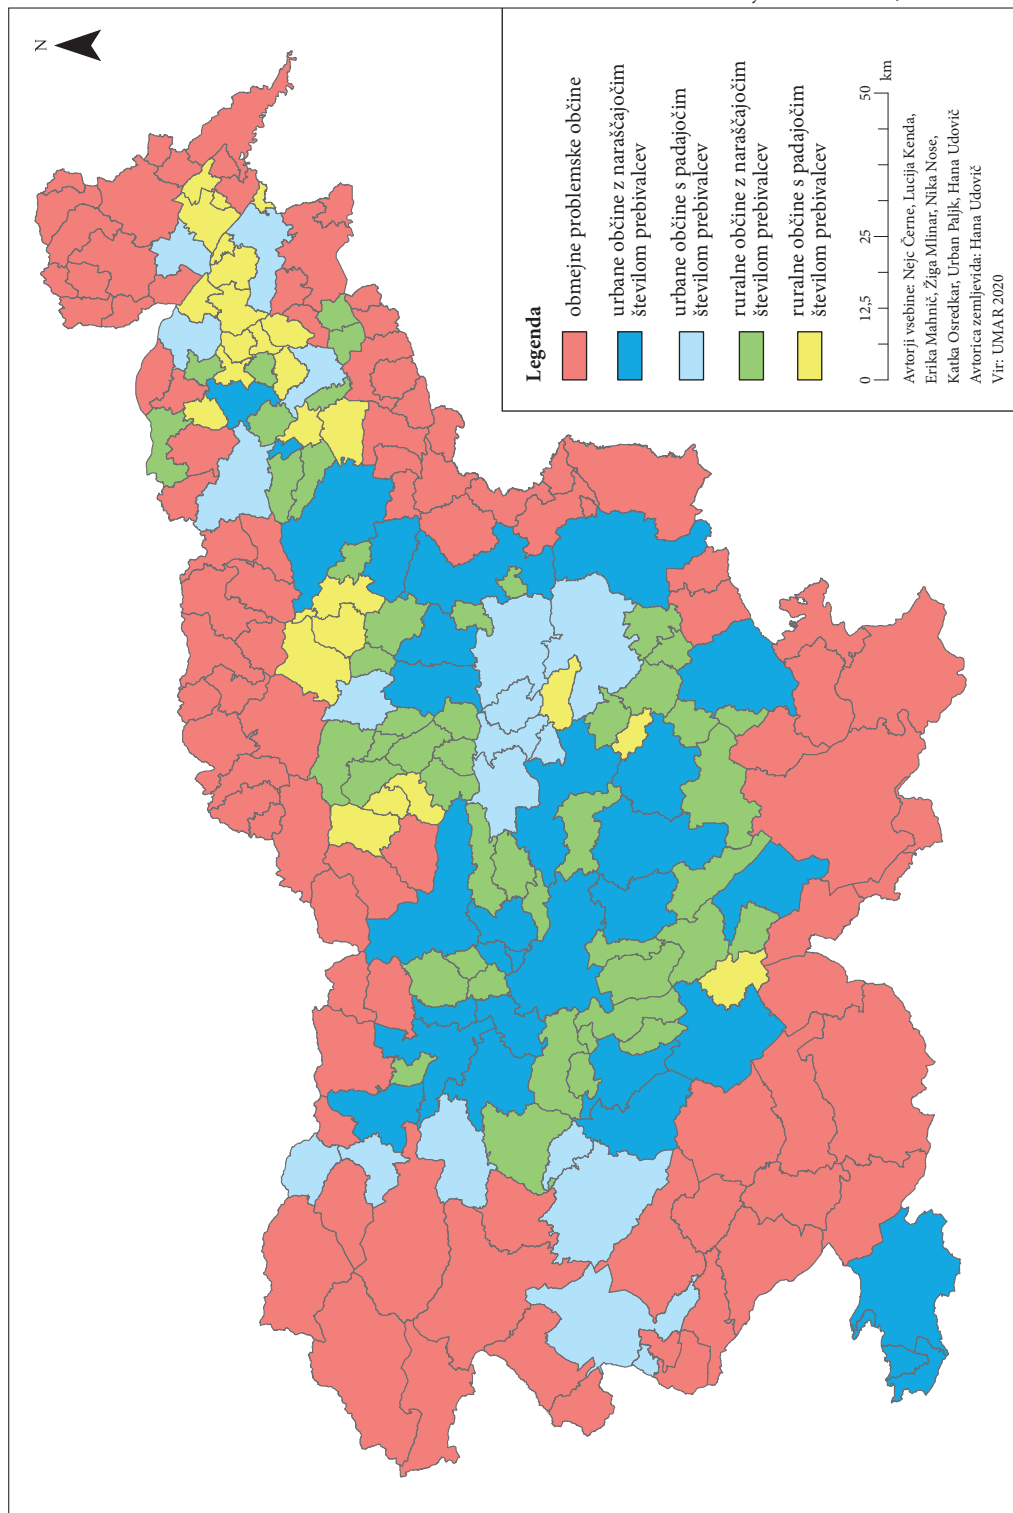 N
Legenda
obmejne problemske občine
urbane občine z naraščajočim
številom prebivalcev
urbane občine s padajočim
številom prebivalcev
ruralne občine z naraščajočim
številom prebivalcev
ruralne občine s padajočim
številom prebivalcev
0 12,5 25 50
km
Avtorji vsebine: Nejc Černe, Lucija Kenda,
Erika Mahnič, Žiga Mlinar, Nika Nose,
Katka Osredkar, Urban Paljk, Hana Udovič
Avtorica zemljevida: Hana Udovič
Vir: UMAR 2020